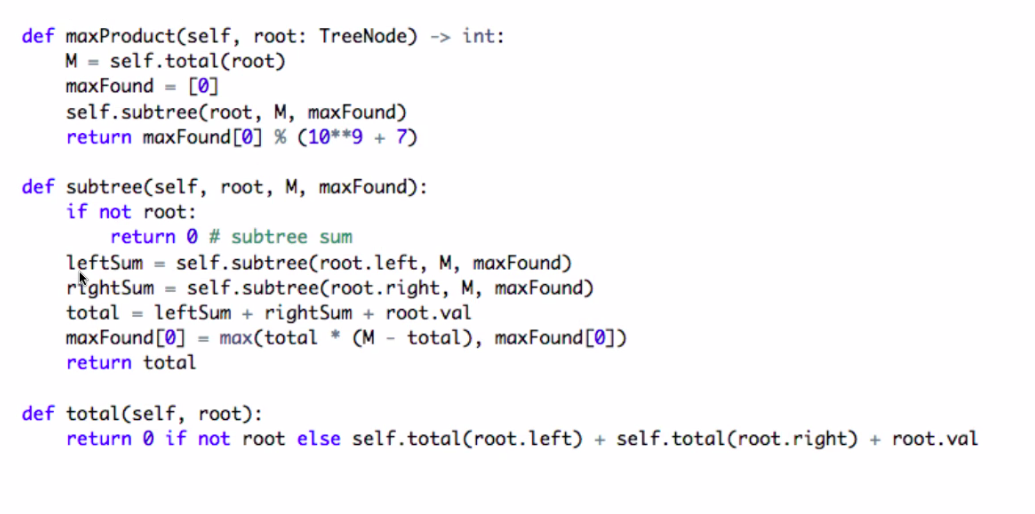 def maxProduct(self, root: TreeNode) -> int:
    M = self.total(root)
    maxFound = [0]
    self.subtree(root, M, maxFound)
    return maxFound[0] % (10**9 + 7)

def subtree(self, root, M, maxFound):
    if not root:
        return 0 # subtree sum
    leftSum = self.subtree(root.left, M, maxFound)
    rightSum = self.subtree(root.right, M, maxFound)
    total = leftSum + rightSum + root.val
    maxFound[0] = max(total * (M - total), maxFound[0])
    return total

def total(self, root):
    return 0 if not root else self.total(root.left) + self.total(root.right) + root.val